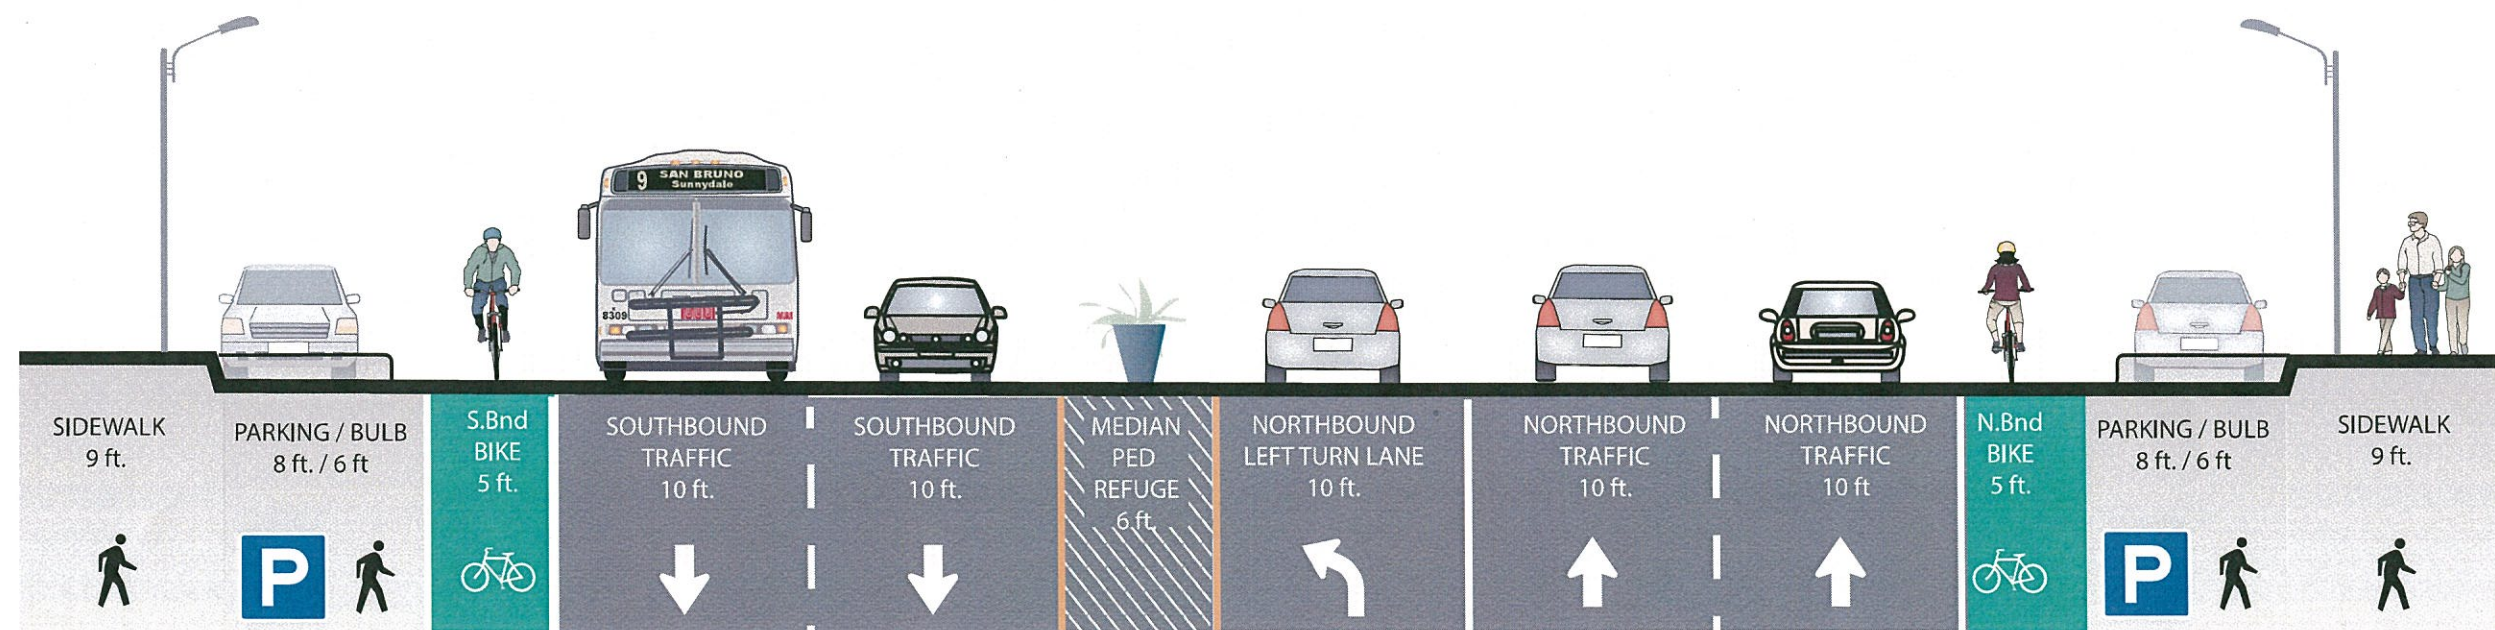 9 SAN BRUNO
Sunnydale
8309
SIDEWALK
9 ft.
PARKING / BULB
8 ft. / 6 ft
S.Bnd
BIKE
5 ft.
SOUTHBOUND
TRAFFIC
10 ft.
SOUTHBOUND
TRAFFIC
10 ft.
MEDIAN
PED
REFUGE
6 ft.
NORTHBOUND
LEFT TURN LANE
10 ft.
NORTHBOUND
TRAFFIC
10 ft.
NORTHBOUND
TRAFFIC
10 ft
N.Bnd
BIKE
5 ft.
PARKING / BULB
8 ft. / 6 ft
SIDEWALK
9 ft.
P
P